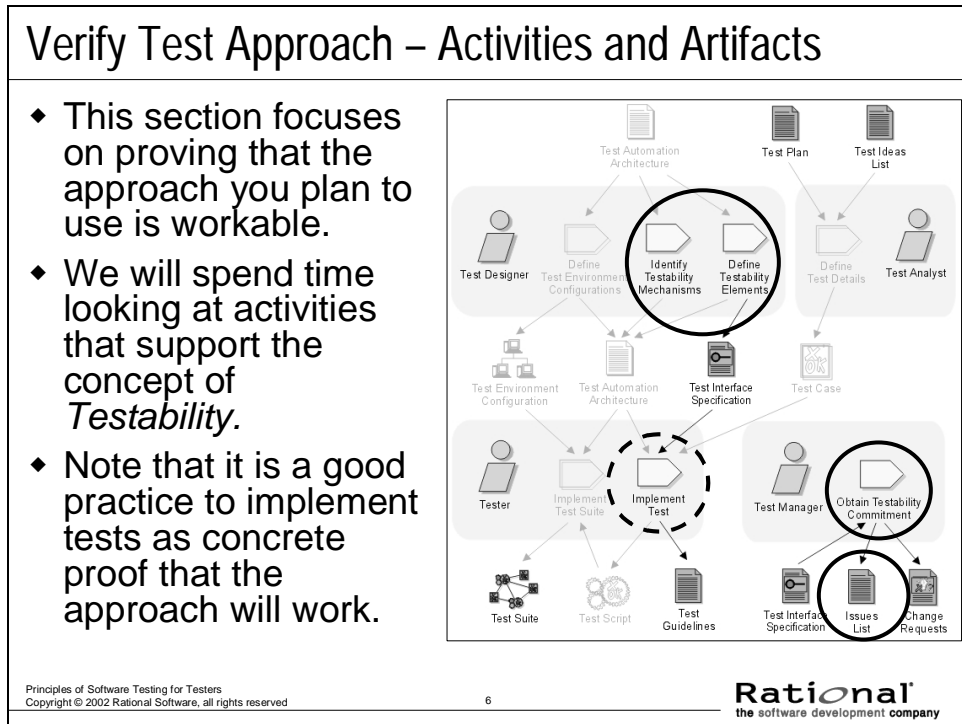 Verify Test Approach – Activities and Artifacts
◆ This section focuses
on proving that the
approach you plan to
use is workable.
◆ We will spend time
looking at activities
that support the
concept of
Testability.
◆ Note that it is a good
practice to implement
tests as concrete
proof that the
approach will work.
Test Automation
Architecture
Test Plan
Test Ideas
List
Test Designer
Define
Test Environment
Configurations
Identify
Testability
Mechanisms
Define
Testability
Elements
Define
Test Details
Test Analyst
Test Environment
Configuration
Test Automation
Architecture
Test Interface
Specification
Test Case
Tester
Implement
Test Suite
Implement
Test
Test Manager
Obtain Testability
Commitment
Test Suite
Test Script
Test
Guidelines
Test Interface
Specification
Issues
List
Change
Requests
Principles of Software Testing for Testers
Copyright © 2002 Rational Software, all rights reserved
6
Rational
the software development company